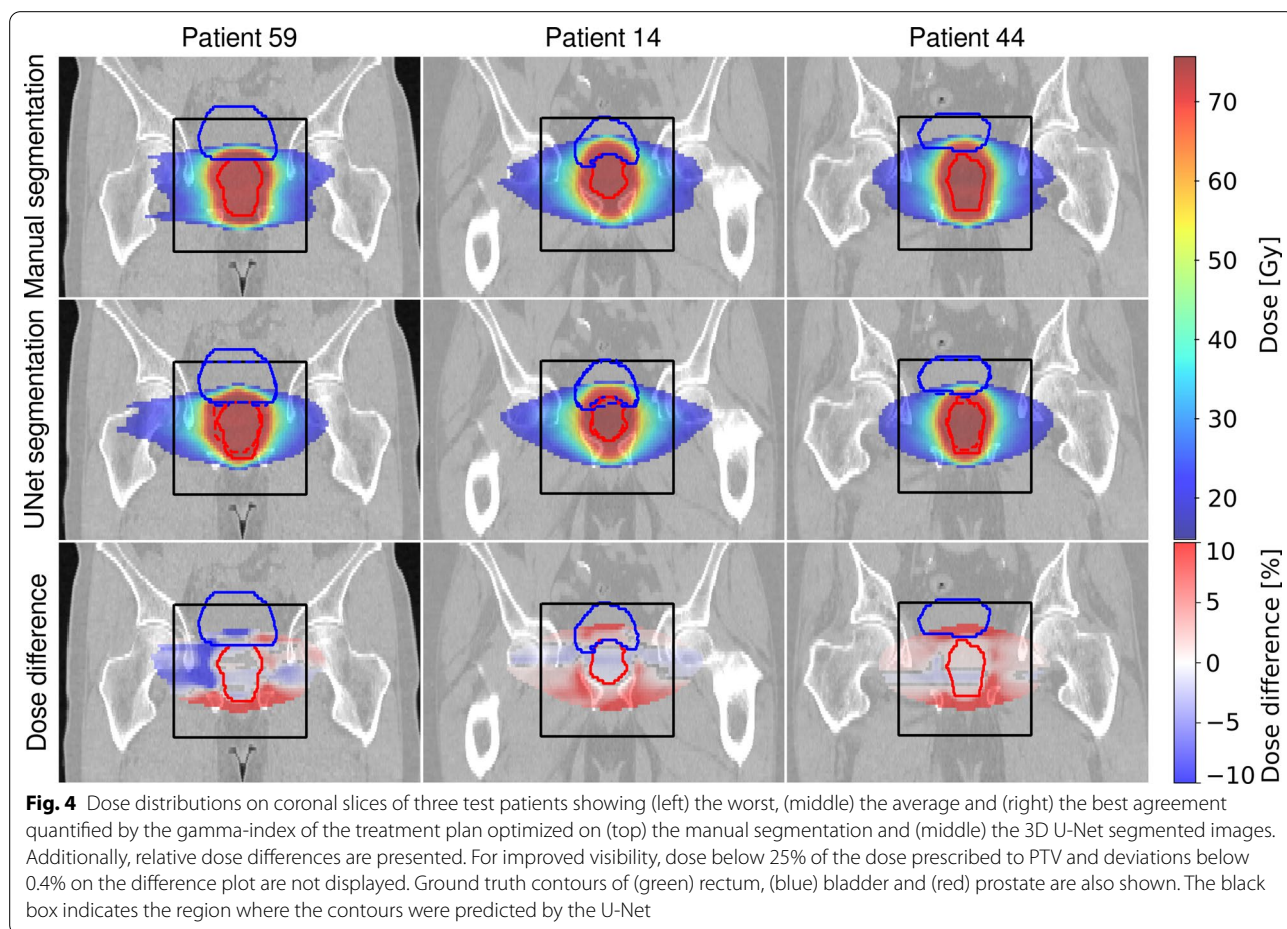 Patient 59 Patient 14 Patient 44
Manual segmentation
70
60
50
40
30
20
Dose [Gy]
UNet segmentation
Dose difference
10
5
0
−5
−10
Dose difference [%]
Fig. 4 Dose distributions on coronal slices of three test patients showing (left) the worst, (middle) the average and (right) the best agreement
quantified by the gamma-index of the treatment plan optimized on (top) the manual segmentation and (middle) the 3D U-Net segmented images.
Additionally, relative dose differences are presented. For improved visibility, dose below 25% of the dose prescribed to PTV and deviations below
0.4% on the difference plot are not displayed. Ground truth contours of (green) rectum, (blue) bladder and (red) prostate are also shown. The black
box indicates the region where the contours were predicted by the U-Net